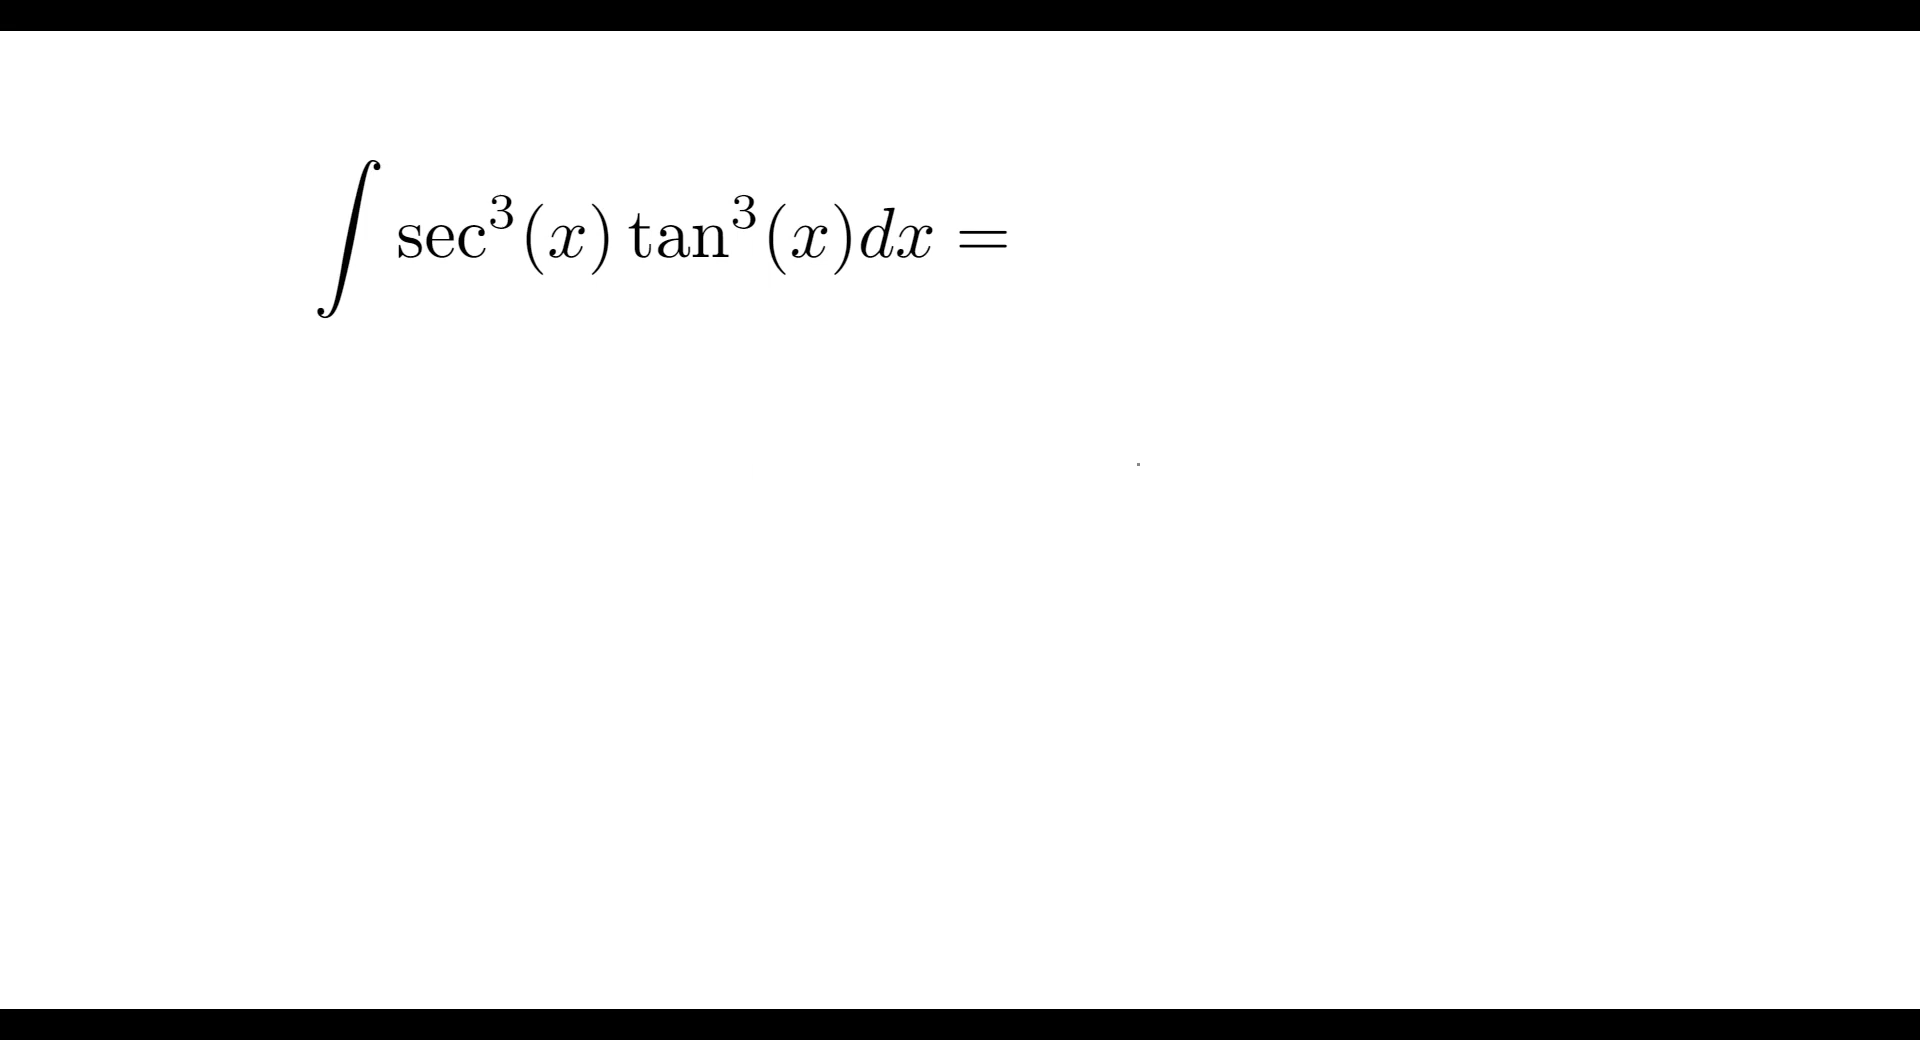 ∫ sec³(x) tan³(x)dx =